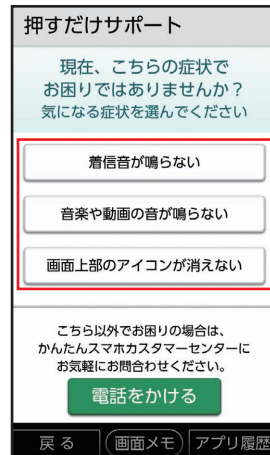 押すだけサポート
現在、こちらの症状で
お困りではありませんか？
気になる症状を選んでください
着信音が鳴らない
音楽や動画の音が鳴らない
画面上部のアイコンが消えない
こちら以外でお困りの場合は、
かんたんスマホカスタマーセンターに
お気軽にお問合わせください。
電話をかける
戻る 画面メモ アプリ履歴